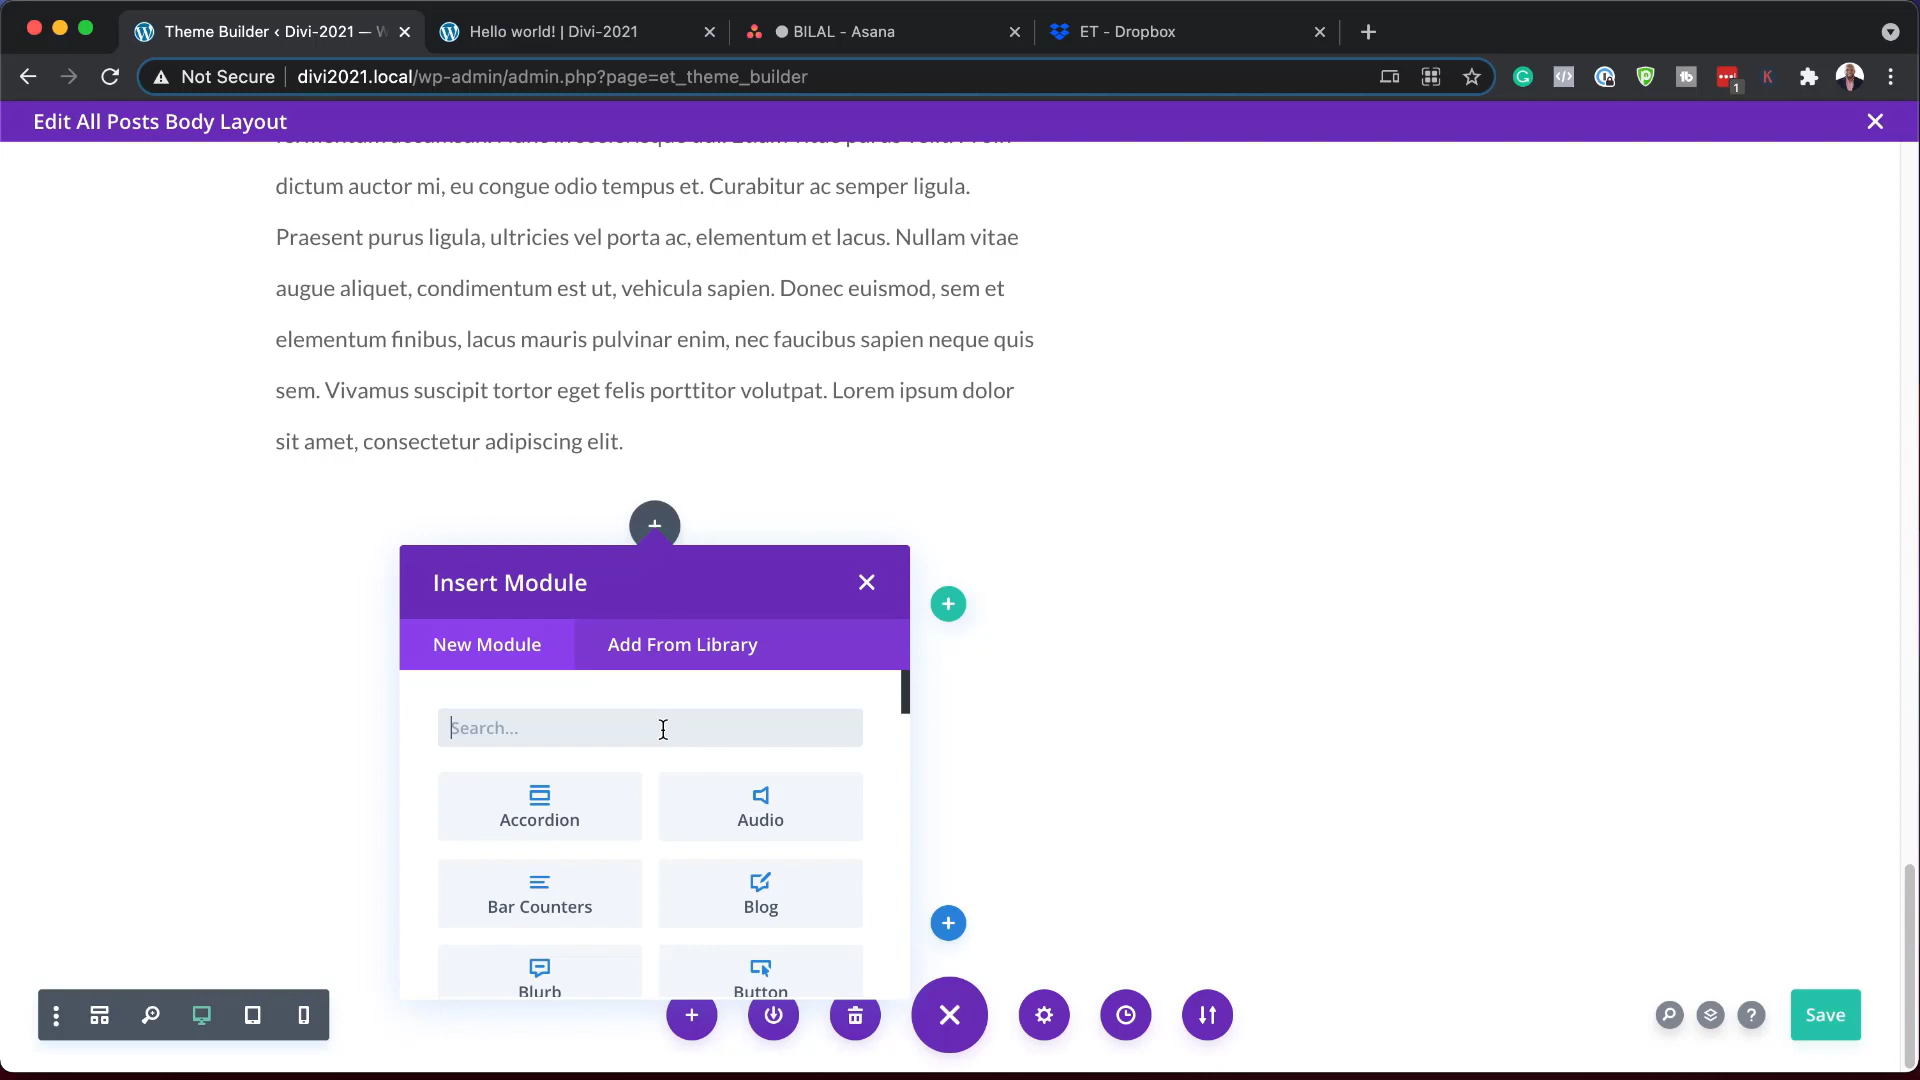 Theme Builder ‹ Divi-2021 — W
Hello world! | Divi-2021
BILAL - Asana
ET - Dropbox
Not Secure
divi2021.local/wp-admin/admin.php?page=et_theme_builder
1
Edit All Posts Body Layout
dictum auctor mi, eu congue odio tempus et. Curabitur ac semper ligula.
Praesent purus ligula, ultricies vel porta ac, elementum et lacus. Nullam vitae
augue aliquet, condimentum est ut, vehicula sapien. Donec euismod, sem et
elementum finibus, lacus mauris pulvinar enim, nec faucibus sapien neque quis
sem. Vivamus suscipit tortor eget felis porttitor volutpat. Lorem ipsum dolor
sit amet, consectetur adipiscing elit.
Insert Module
New Module
Add From Library
Search...
Accordion
Audio
Bar Counters
Blog
Blurb
Button
Save